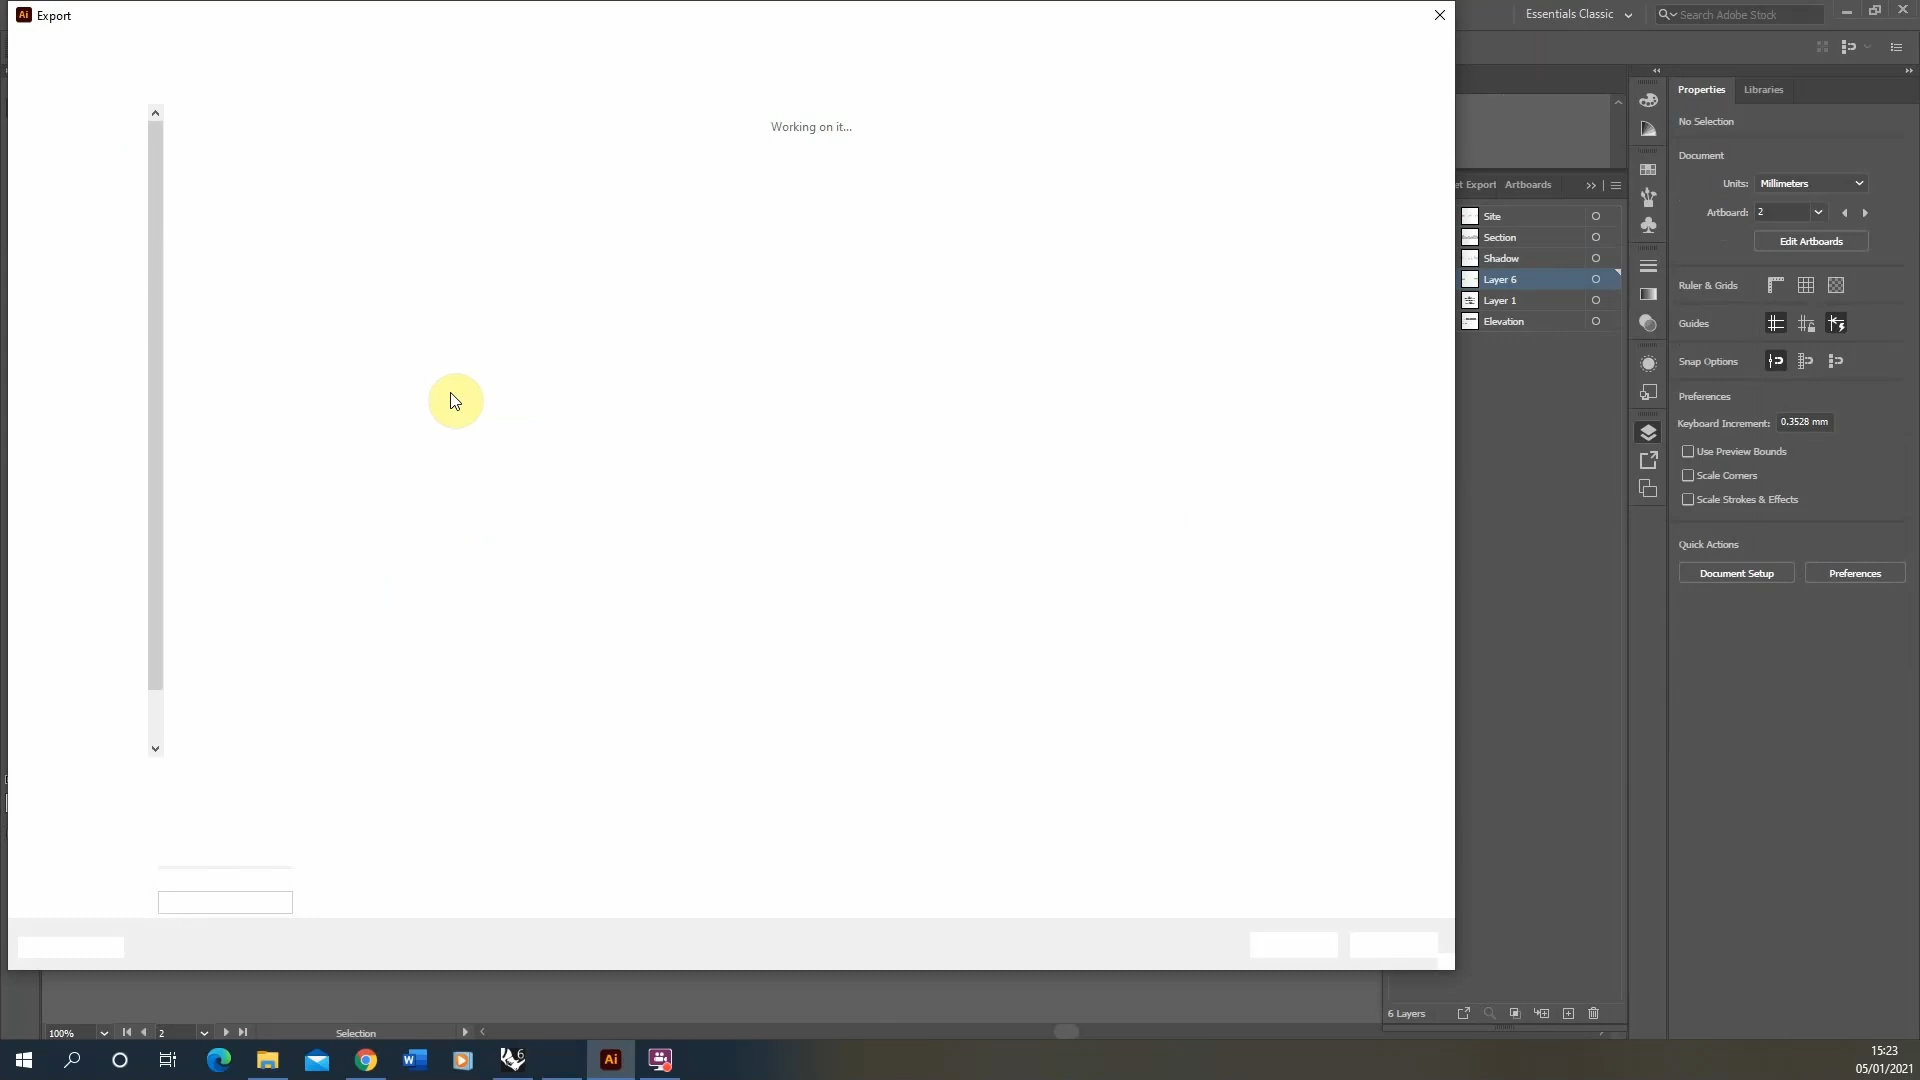 Ai Export
Essentials Classic
Search Adobe Stock
Working on it...
Properties
Libraries
No Selection
Document
Units: Millimeters
Artboard: 2
Edit Artboards
et Export
Artboards
Site
Section
Shadow
Layer 6
Layer 1
Elevation
Ruler & Grids
Guides
Snap Options
Preferences
Keyboard Increment: 0.3528 mm
Use Preview Bounds
Scale Corners
Scale Strokes & Effects
Quick Actions
Document Setup
Preferences
6 Layers
100%
2
Selection
W
6
Ai
15:23
05/01/2021